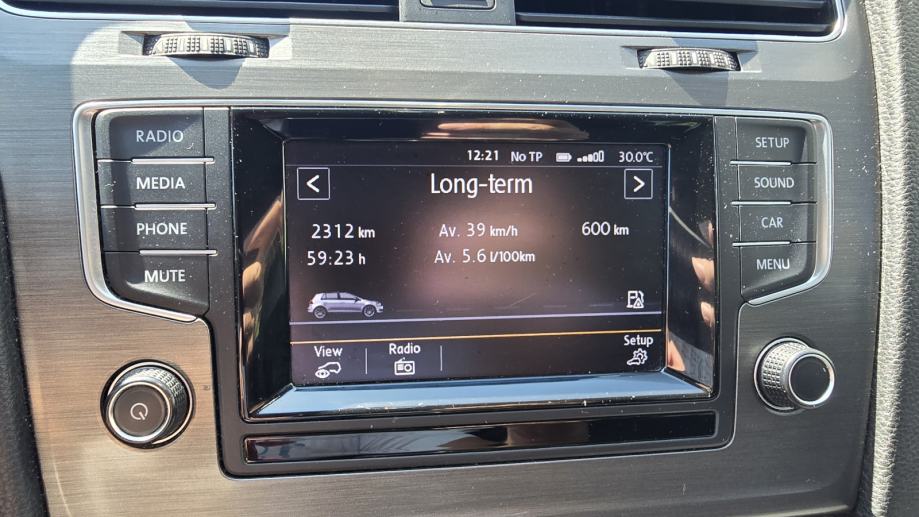 RADIO
MEDIA
PHONE
MUTE
12:21 No TP 30.0°C
< Long-term >
2312 km Av. 39 km/h 600 km
59:23 h Av. 5.6 l/100km
View Radio Setup
SETUP
SOUND
CAR
MENU